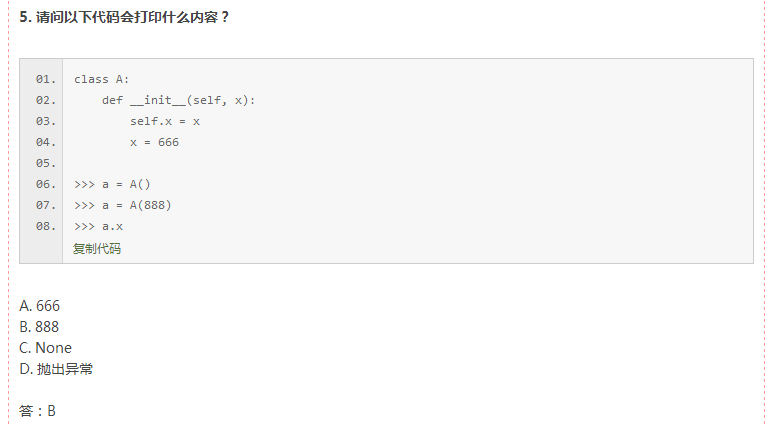 5. 请问以下代码会打印什么内容？
01. class A:
02.     def __init__(self, x):
03.         self.x = x
04.         x = 666
05.
06. >>> a = A()
07. >>> a = A(888)
08. >>> a.x
复制代码
A. 666
B. 888
C. None
D. 抛出异常
答：B